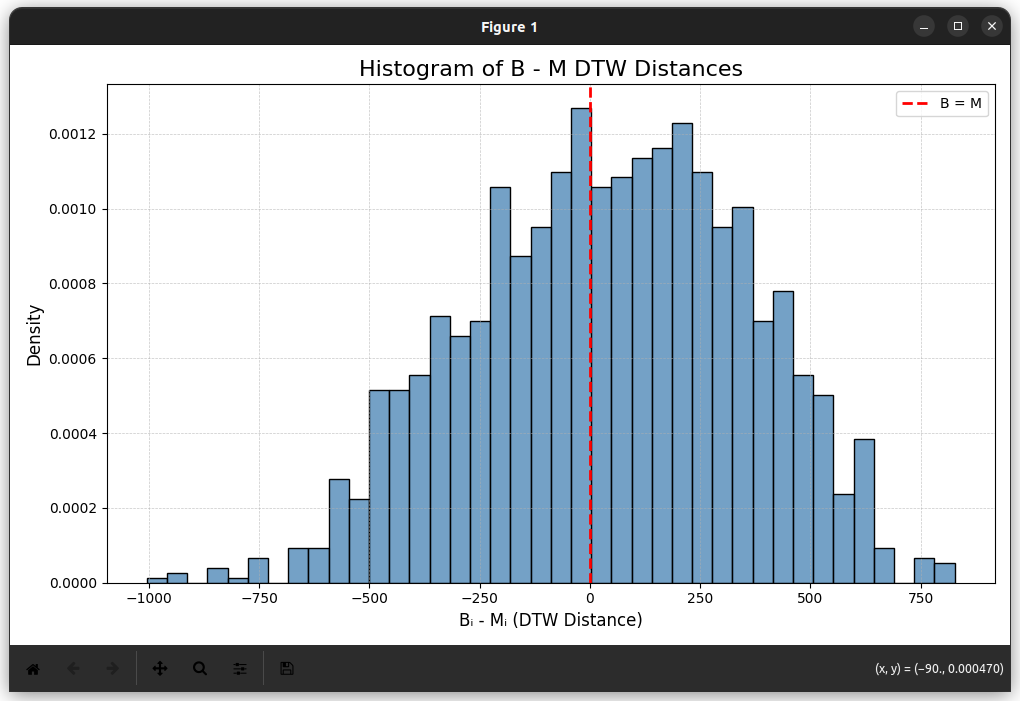 Figure 1
Histogram of B - M DTW Distances
B = M
Density
0.0012
0.0010
0.0008
0.0006
0.0004
0.0002
0.0000
−1000 −750 −500 −250 0 250 500 750
Bᵢ - Mᵢ (DTW Distance)
(x, y) = (−90., 0.000470)